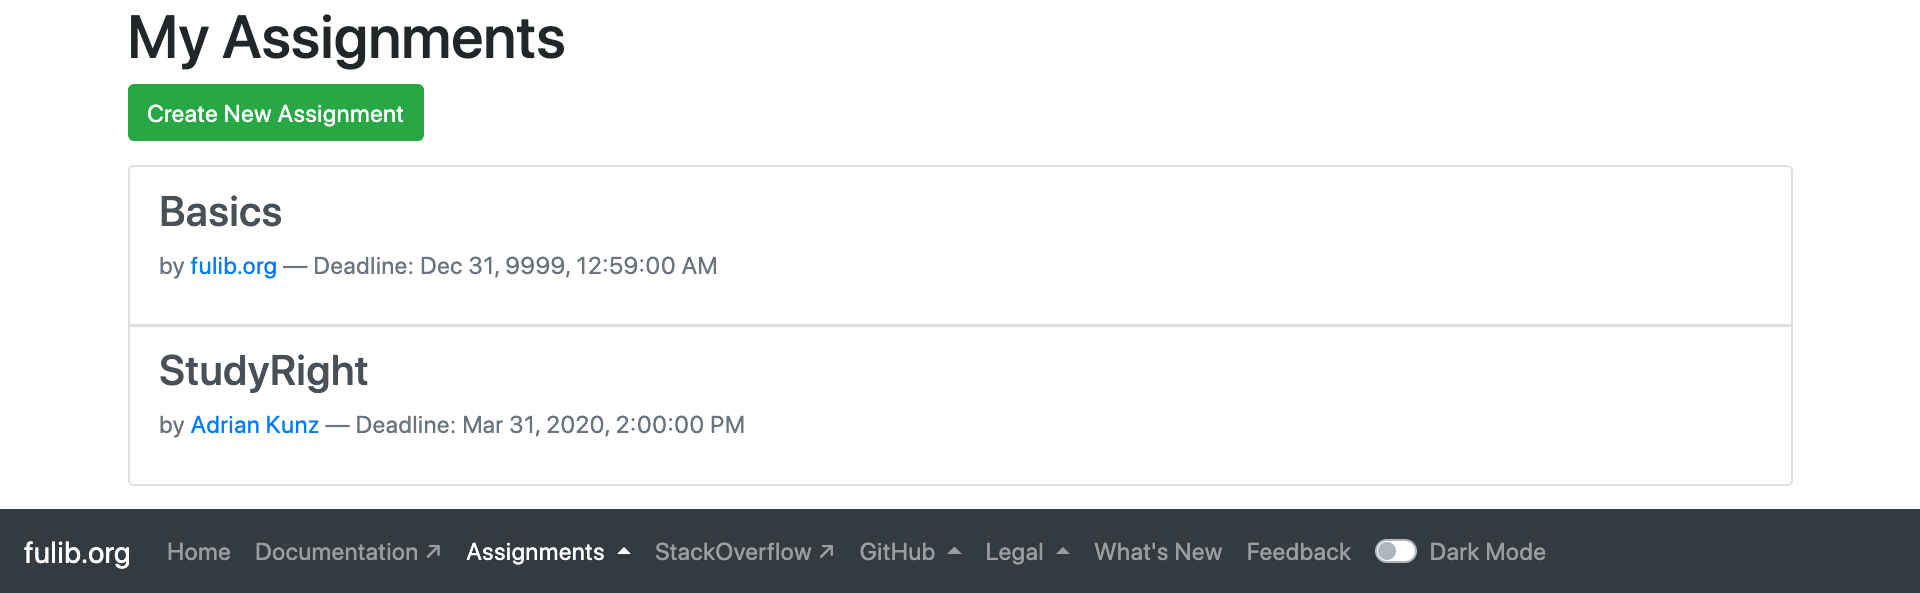 My Assignments
Create New Assignment
Basics
by fulib.org — Deadline: Dec 31, 9999, 12:59:00 AM
StudyRight
by Adrian Kunz — Deadline: Mar 31, 2020, 2:00:00 PM
fulib.org Home Documentation ↗ Assignments StackOverflow ↗ GitHub Legal What's New Feedback Dark Mode